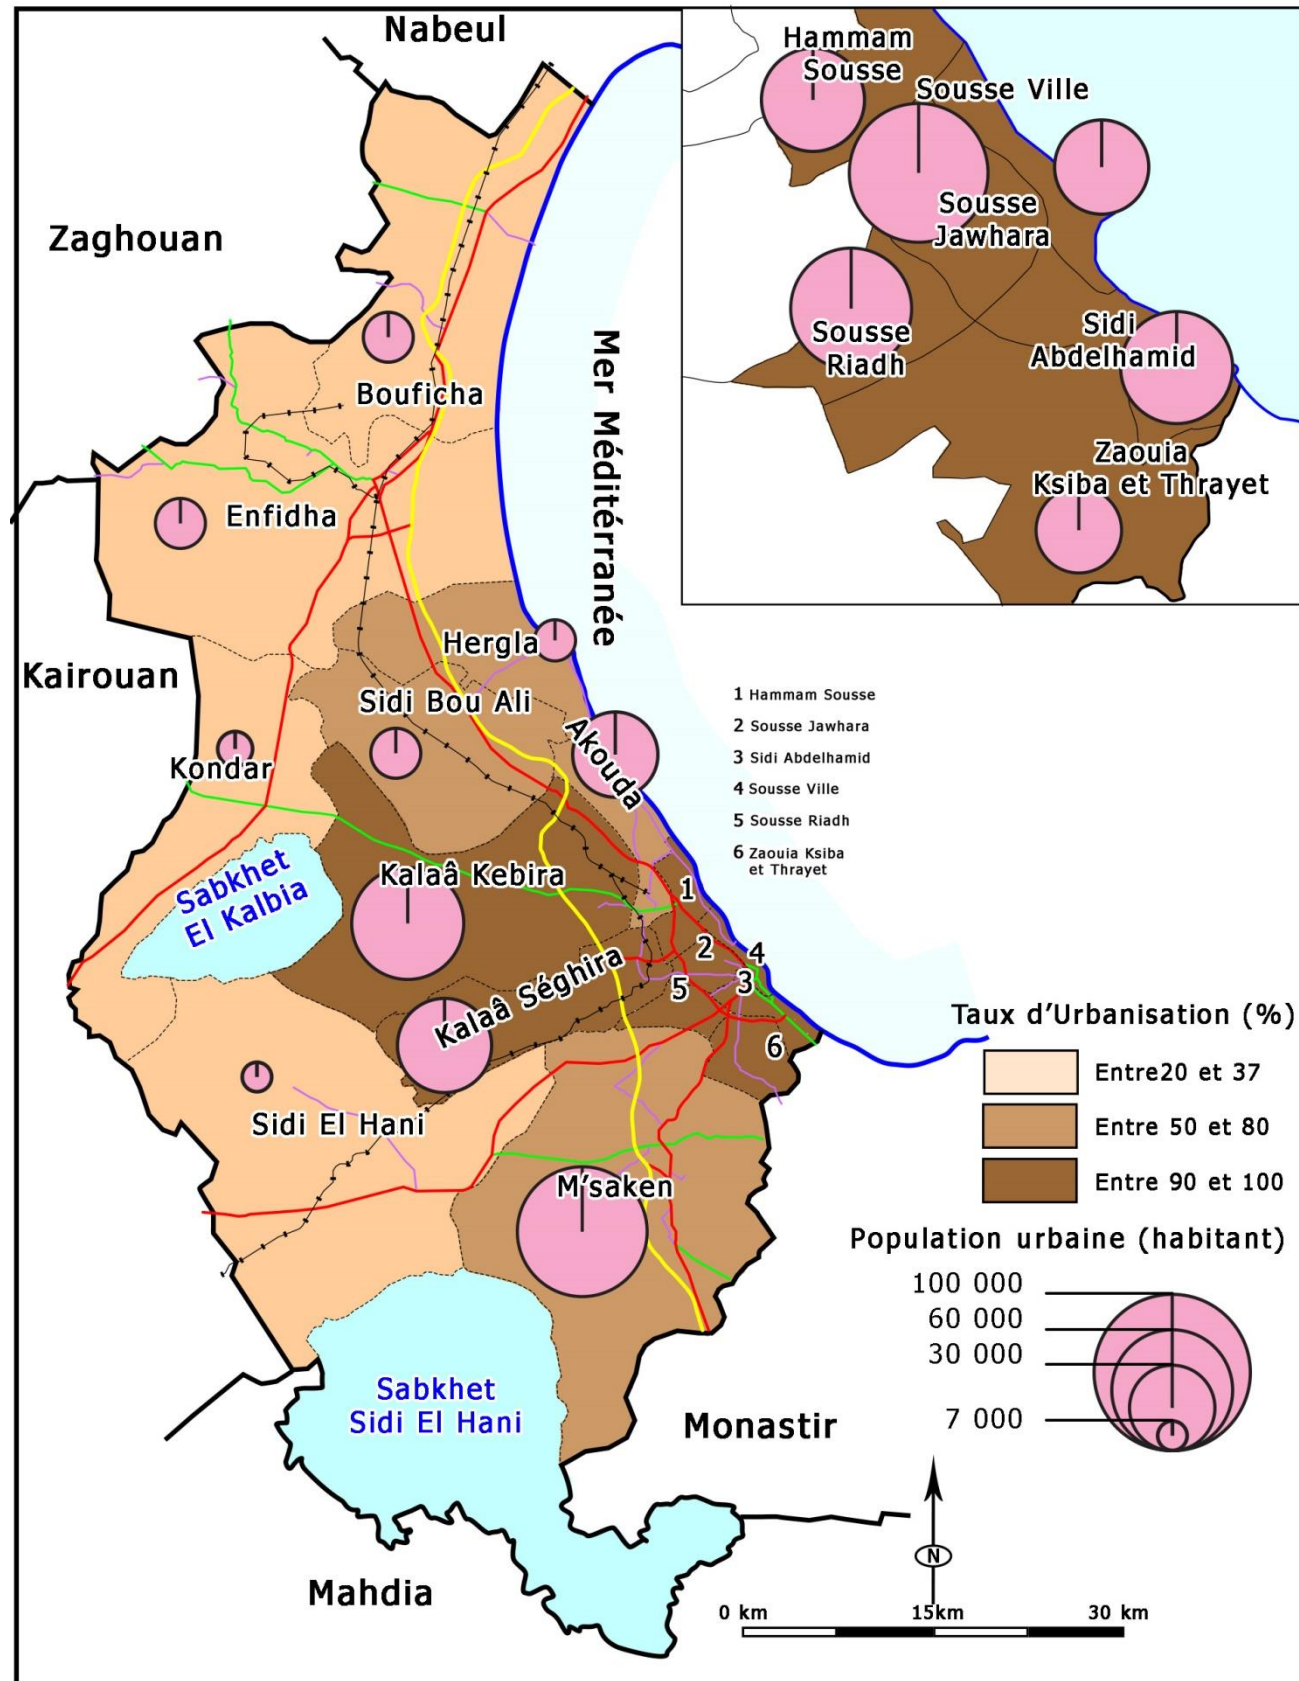 Nabeul
Zaghouan
Kairouan
Mer Méditérranée
Bouficha
Enfidha
Hergla
Sidi Bou Ali
Akouda
Kondar
Sabkhet
El Kalbia
Kalaâ Kebira
Kalaâ Séghira
Sidi El Hani
M'saken
Sabkhet
Sidi El Hani
Monastir
Mahdia
1
2
3
4
5
6
Hammam
Sousse
Sousse Ville
Sousse
Jawhara
Sousse
Riadh
Sidi
Abdelhamid
Zaouia
Ksiba et Thrayet
1 Hammam Sousse
2 Sousse Jawhara
3 Sidi Abdelhamid
4 Sousse Ville
5 Sousse Riadh
6 Zaouia Ksiba
et Thrayet
Taux d'Urbanisation (%)
Entre20 et 37
Entre 50 et 80
Entre 90 et 100
Population urbaine (habitant)
100 000
60 000
30 000
7 000
N
0 km 15km 30 km